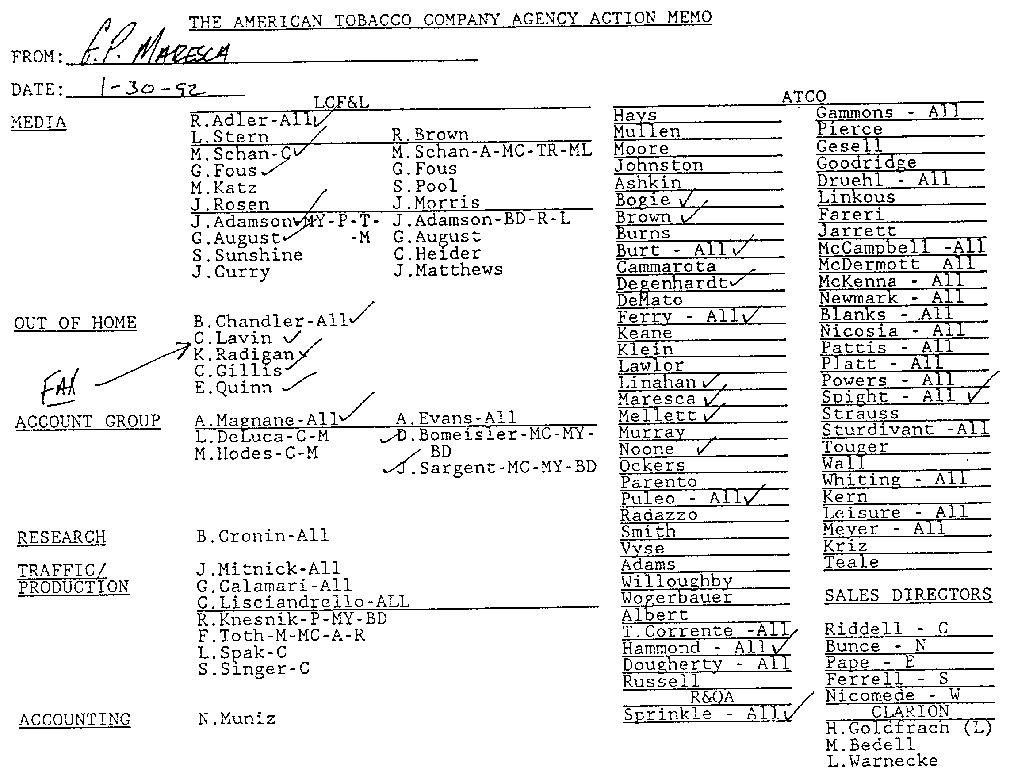 THE AMERICAN TOBACCO COMPANY AGENCY ACTION MEMO
FROM: E.P. MARESCA
DATE: 1-30-92
LCF&L
MEDIA
R.Adler-All
L.Stern R.Brown
M.Schan-C M.Schan-A-MC-TR-ML
G.Fous G.Fous
M.Katz S.Pool
J.Rosen J.Morris
J.Adamson-MY-P-T- J.Adamson-BD-R-L
G.August -M G.August
S.Sunshine C.Heider
J.Curry J.Matthews
OUT OF HOME B.Chandler-All
C.Lavin
K.Radigan
C.Gillis
E.Quinn
FAX
ACCOUNT GROUP A.Magnane-All A.Evans-All
L.DeLuca-C-M D.Bomeisler-MC-MY-
M.Hodes-C-M BD
J.Sargent-MC-MY-BD
RESEARCH B.Cronin-All
TRAFFIC/ J.Mitnick-All
PRODUCTION G.Calamari-All
C.Lisciandrello-ALL
R.Knesnik-P-MY-BD
F.Toth-M-MC-A-R
L.Spak-C
S.Singer-C
ACCOUNTING N.Muniz
ATCO
Hays
Mullen
Moore
Johnston
Ashkin
Bogie
Brown
Burns
Burt - All
Cammarota
Degenhardt
DeMato
Ferry - All
Keane
Klein
Lawlor
Linahan
Maresca
Mellett
Murray
Noone
Ockers
Parento
Puleo - All
Radazzo
Smith
Vyse
Adams
Willoughby
Wogerbauer
Albert
T.Corrente -All
Hammond - All
Dougherty - All
Russell
R&QA
Sprinkle - All
Gammons - All
Pierce
Gesell
Goodridge
Druehl - All
Linkous
Fareri
Jarrett
McCampbell -All
McDermott All
McKenna - All
Newmark - All
Blanks - All
Nicosia - All
Pattis - All
Platt - All
Powers - All
Spight - All
Strauss
Sturdivant -All
Touger
Wall
Whiting - All
Kern
Leisure - All
Meyer - All
Kriz
Teale
SALES DIRECTORS
Riddell - C
Bunce - N
Pape - E
Ferrell - S
Nicomede - W
CLARION
H.Goldfrach (L)
M.Bedell
L.Warnecke